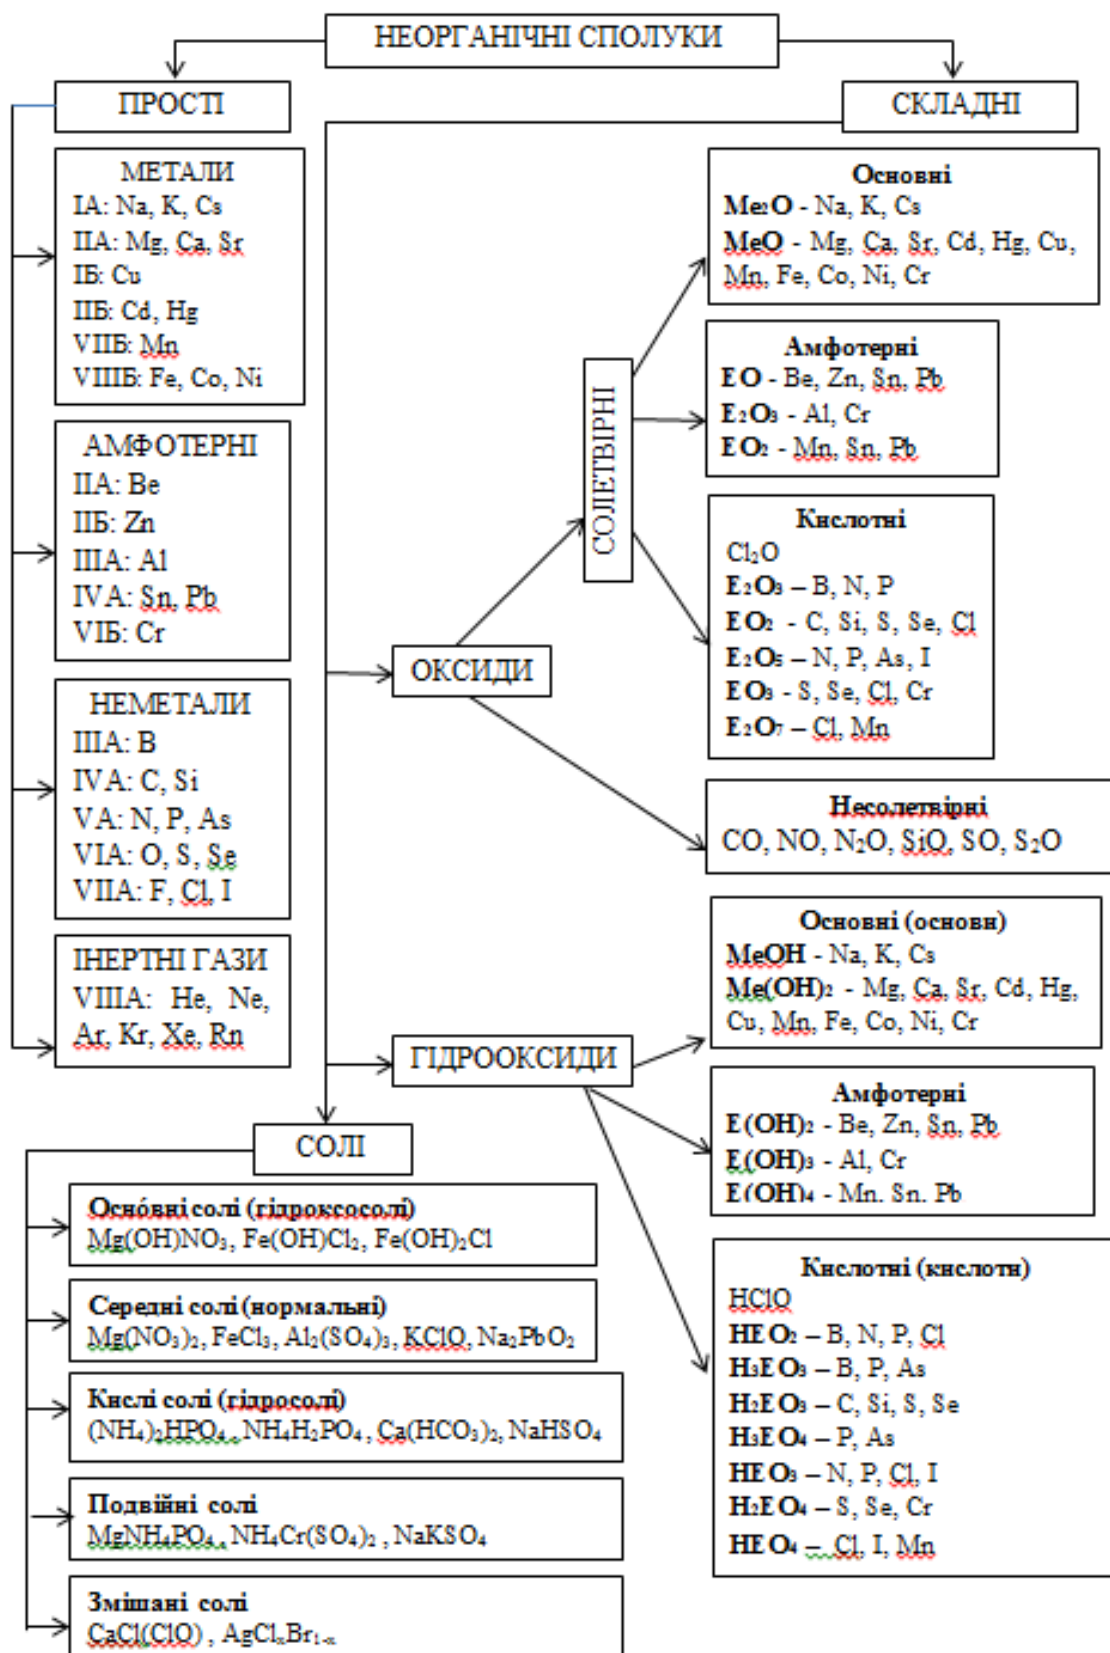 НЕОРГАНІЧНІ СПОЛУКИ
ПРОСТІ
СКЛАДНІ
МЕТАЛИ
IA: Na, K, Cs
IIA: Mg, Ca, Sr
IБ: Cu
IIБ: Cd, Hg
VIIБ: Mn
VIIIБ: Fe, Co, Ni
АМФОТЕРНІ
IIA: Be
IIБ: Zn
IIIA: Al
IVA: Sn, Pb
VIБ: Cr
НЕМЕТАЛИ
IIIA: B
IVA: C, Si
VA: N, P, As
VIA: O, S, Se
VIIA: F, Cl, I
ІНЕРТНІ ГАЗИ
VIIIA: He, Ne,
Ar, Kr, Xe, Rn
ОКСИДИ
СОЛЕТВІРНІ
Основні
Me₂O - Na, K, Cs
MeO - Mg, Ca, Sr, Cd, Hg, Cu,
Mn, Fe, Co, Ni, Cr
Амфотерні
EO - Be, Zn, Sn, Pb
E₂O₃ - Al, Cr
EO₂ - Mn, Sn, Pb
Кислотні
Cl₂O
E₂O₃ – B, N, P
EO₂ - C, Si, S, Se, Cl
E₂O₅ – N, P, As, I
EO₃ - S, Se, Cl, Cr
E₂O₇ – Cl, Mn
Несолетвірні
CO, NO, N₂O, SiO, SO, S₂O
ГІДРООКСИДИ
Основні (основи)
MeOH - Na, K, Cs
Me(OH)₂ - Mg, Ca, Sr, Cd, Hg,
Cu, Mn, Fe, Co, Ni, Cr
Амфотерні
E(OH)₂ - Be, Zn, Sn, Pb
E(OH)₃ - Al, Cr
E(OH)₄ - Mn, Sn, Pb
Кислотні (кислоти)
HClO
HEO₂ – B, N, P, Cl
H₃EO₃ – B, P, As
H₂EO₃ – C, Si, S, Se
H₃EO₄ – P, As
HEO₃ – N, P, Cl, I
H₂EO₄ – S, Se, Cr
HEO₄ – Cl, I, Mn
СОЛІ
Осно́вні солі (гідроксосолі)
Mg(OH)NO₃, Fe(OH)Cl₂, Fe(OH)₂Cl
Середні солі (нормальні)
Mg(NO₃)₂, FeCl₃, Al₂(SO₄)₃, KClO, Na₂PbO₂
Кислі солі (гідросолі)
(NH₄)₂HPO₄ , NH₄H₂PO₄ , Ca(HCO₃)₂, NaHSO₄
Подвійні солі
MgNH₄PO₄ , NH₄Cr(SO₄)₂ , NaKSO₄
Змішані солі
CaCl(ClO) , AgClₓBr₁₋ₓ